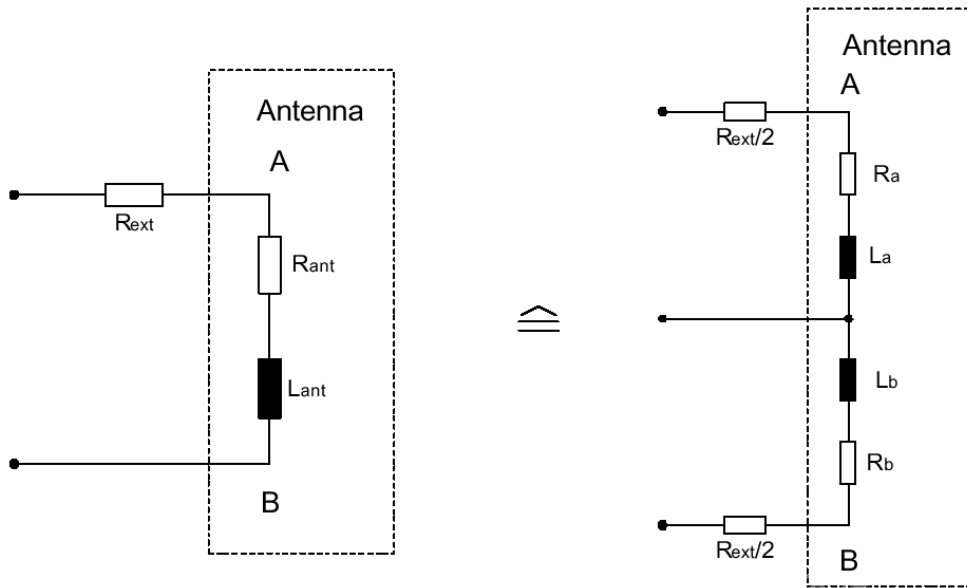 Antenna
A
Rext
Rant
Lant
B
Antenna
A
Rext/2
Ra
La
Lb
Rb
Rext/2
B